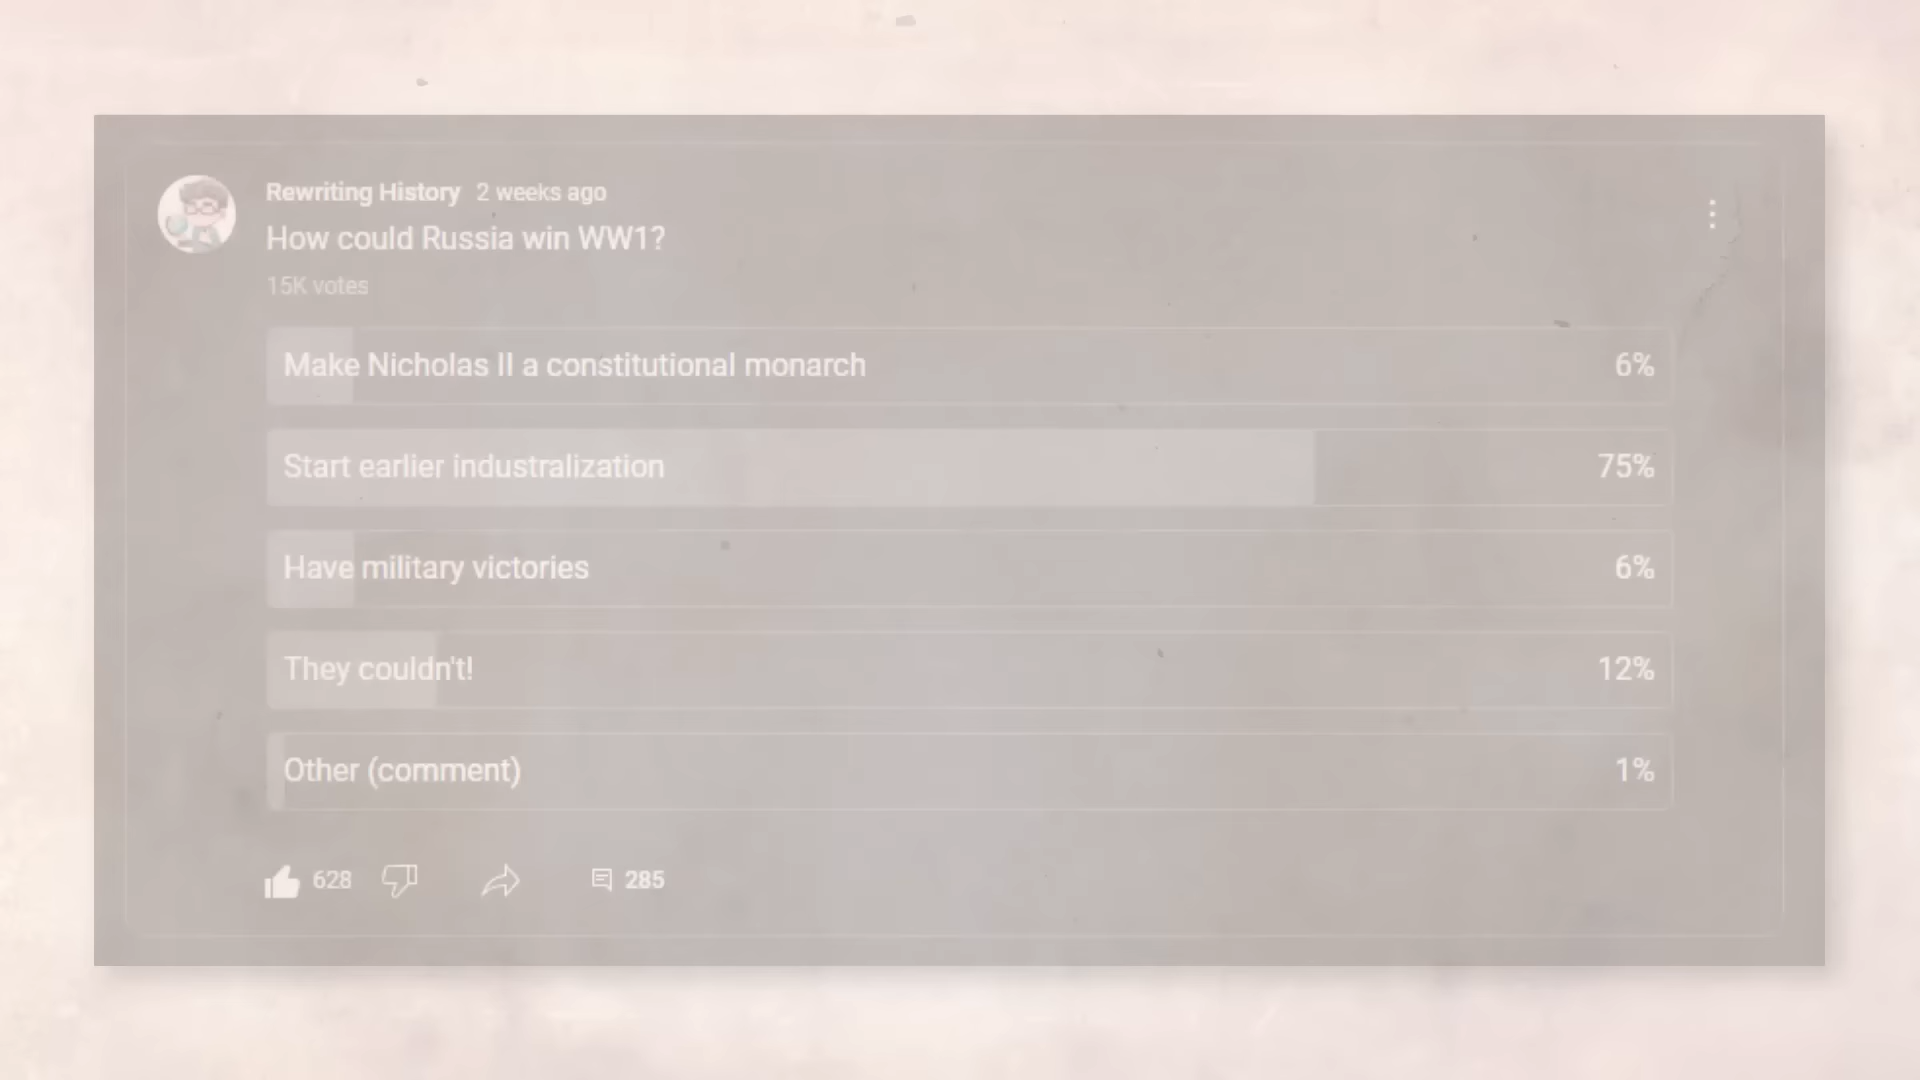 Rewriting History 2 weeks ago
How could Russia win WW1?
15K votes
Make Nicholas II a constitutional monarch 6%
Start earlier industralization 75%
Have military victories 6%
They couldn't! 12%
Other (comment) 1%
628 285